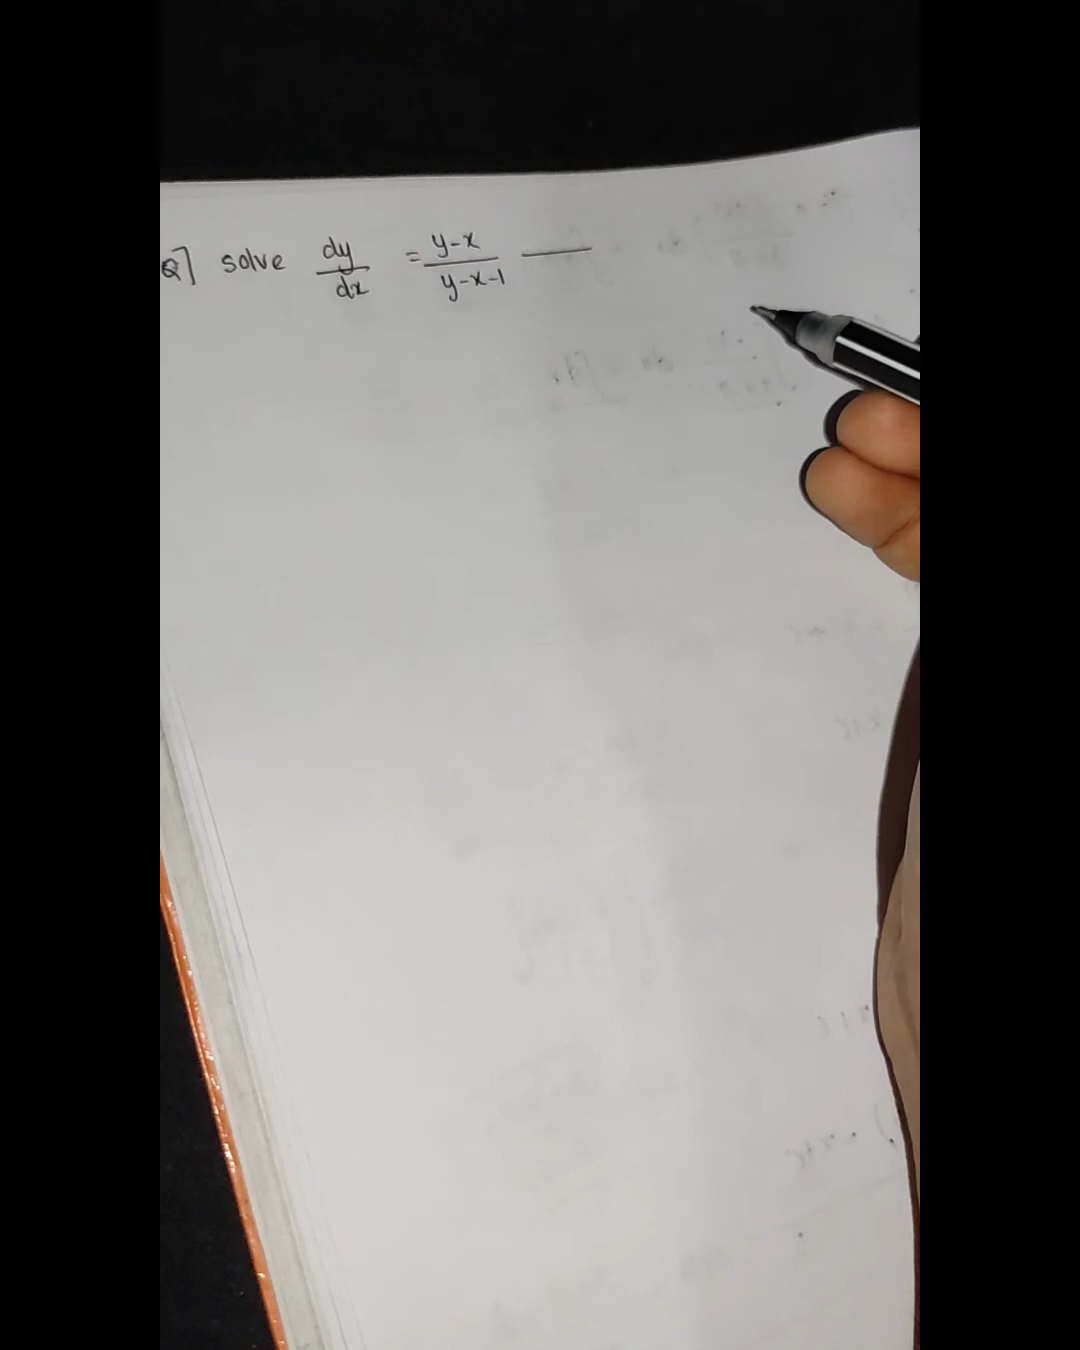 Q] solve dy/dx = y-x/y-x-1 ——